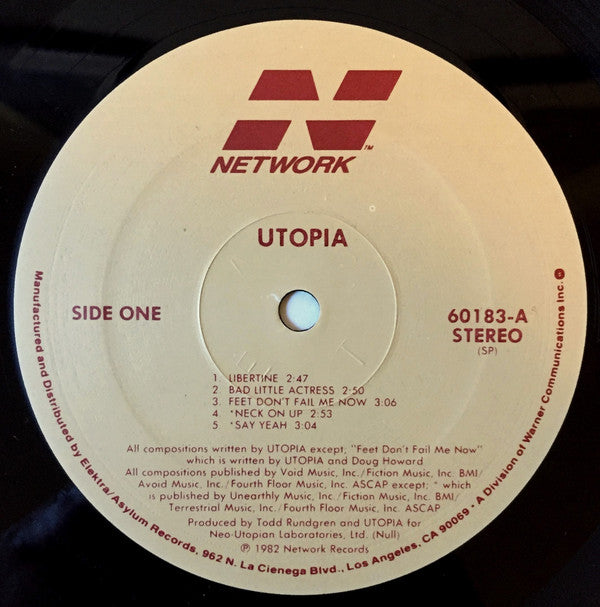 NETWORK™
UTOPIA
SIDE ONE
60183-A
STEREO
(SP)
1. LIBERTINE 2:47
2. BAD LITTLE ACTRESS 2:50
3. FEET DON'T FAIL ME NOW 3:06
4. *NECK ON UP 2:53
5. *SAY YEAH 3:04
All compositions written by UTOPIA except; "Feet Don't Fail Me Now"
which is written by UTOPIA and Doug Howard
All compositions published by Void Music, Inc./Fiction Music, Inc. BMI/
Avoid Music, Inc./Fourth Floor Music, Inc. ASCAP except; * which
is published by Unearthly Music, Inc/Fiction Music, Inc. BMI/
Terrestrial Music, Inc./Fourth Floor Music, Inc. ASCAP
Produced by Todd Rundgren and UTOPIA for
Neo-Utopian Laboratories, Ltd. (Null)
℗ 1982 Network Records
Manufactured and Distributed by Elektra/Asylum Records, 962 N. La Cienega Blvd., Los Angeles, CA 90069 - A Division of Warner Communications Inc.